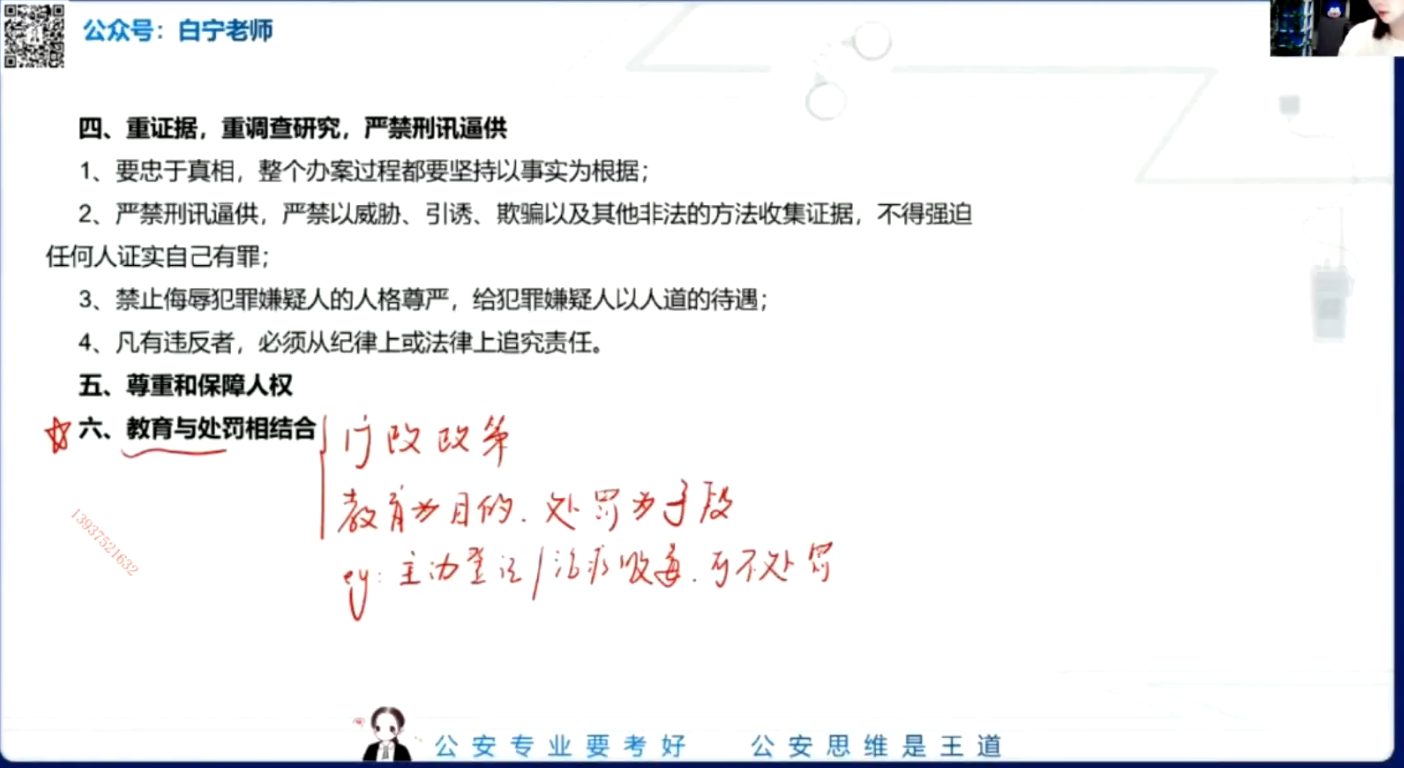 公众号：白宁老师
四、重证据，重调查研究，严禁刑讯逼供
1、要忠于真相，整个办案过程都要坚持以事实为根据；
2、严禁刑讯逼供，严禁以威胁、引诱、欺骗以及其他非法的方法收集证据，不得强迫
任何人证实自己有罪；
3、禁止侮辱犯罪嫌疑人的人格尊严，给犯罪嫌疑人以人道的待遇；
4、凡有违反者，必须从纪律上或法律上追究责任。
五、尊重和保障人权
六、教育与处罚相结合
行政政策
教育为目的．处罚为手段
eg：主动登记/治疗吸毒．可不处罚
13937521632
公安专业要考好 公安思维是王道